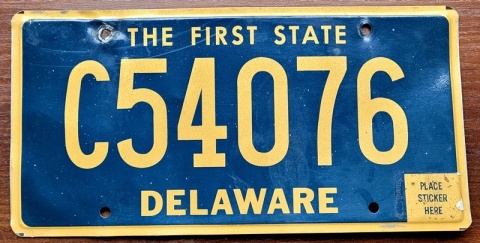 THE FIRST STATE
C54076
DELAWARE
PLACE
STICKER
HERE